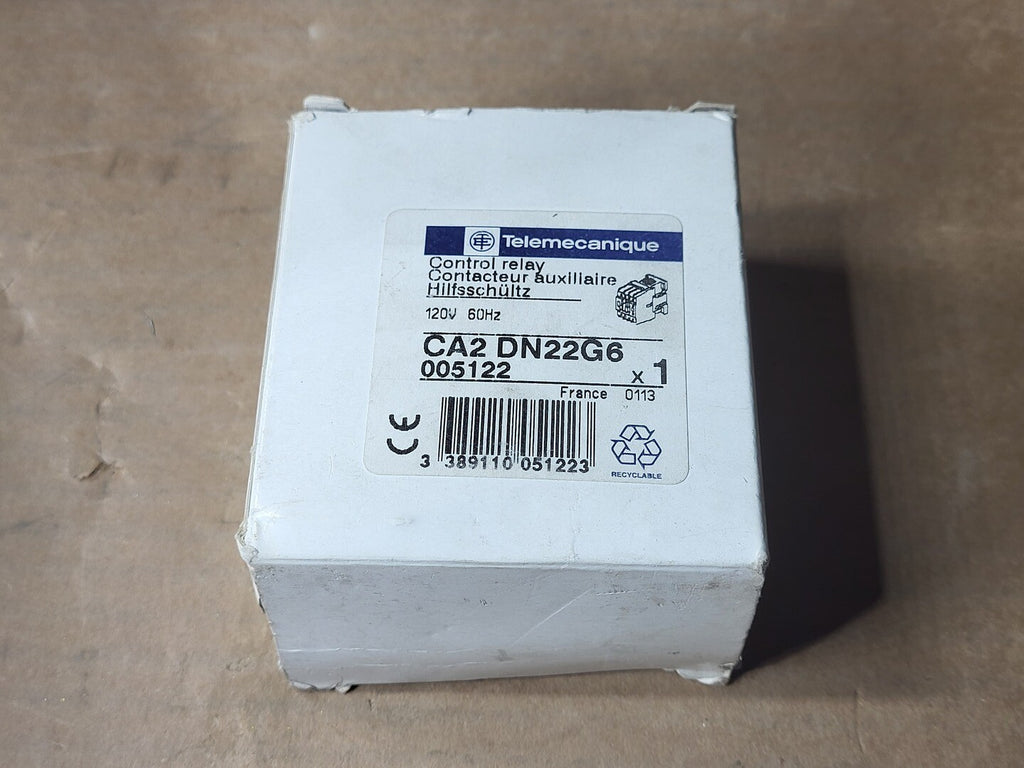 Telemecanique
Control relay
Contacteur auxiliaire
Hilfsschültz
120V 60Hz
CA2 DN22G6
005122 x 1
France 0113
CE
3 389110 051223
RECYCLABLE